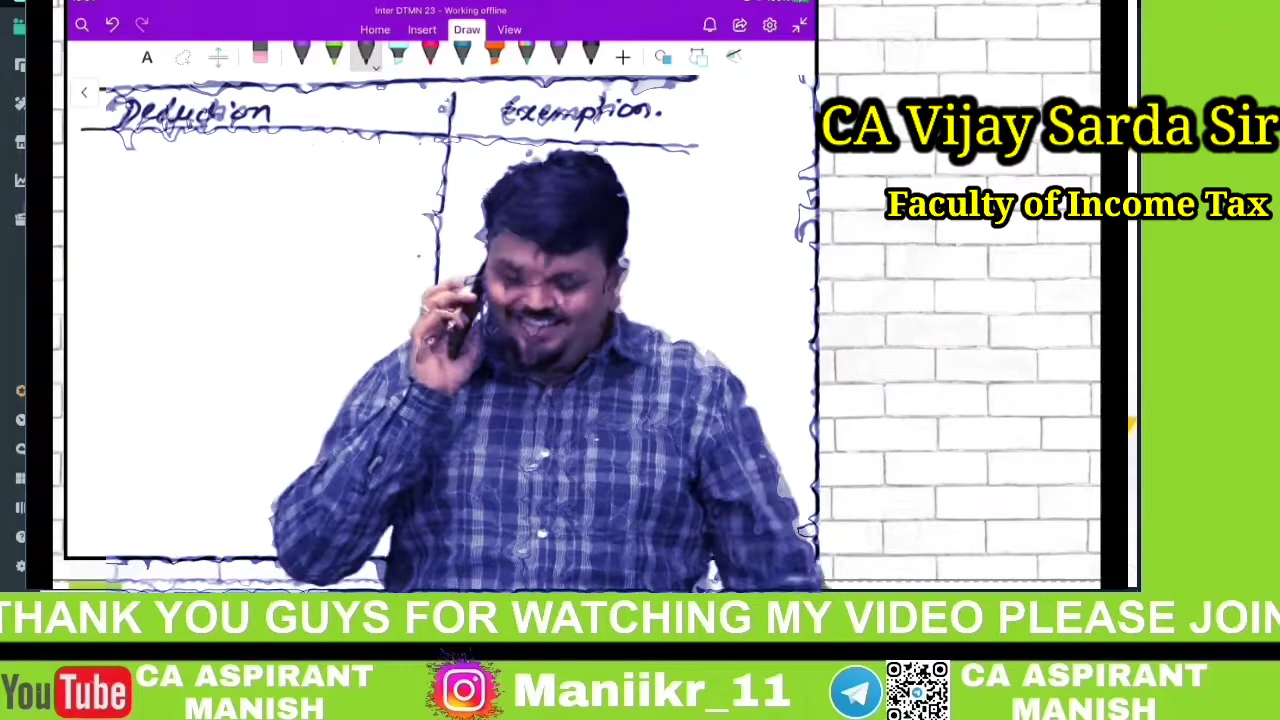 Inter DTMN 23 - Working offline
Home Insert Draw View
A
Deduction Exemption.
CA Vijay Sarda Sir
Faculty of Income Tax
THANK YOU GUYS FOR WATCHING MY VIDEO PLEASE JOIN
YouTube CA ASPIRANT MANISH
Maniikr_11
CA ASPIRANT MANISH